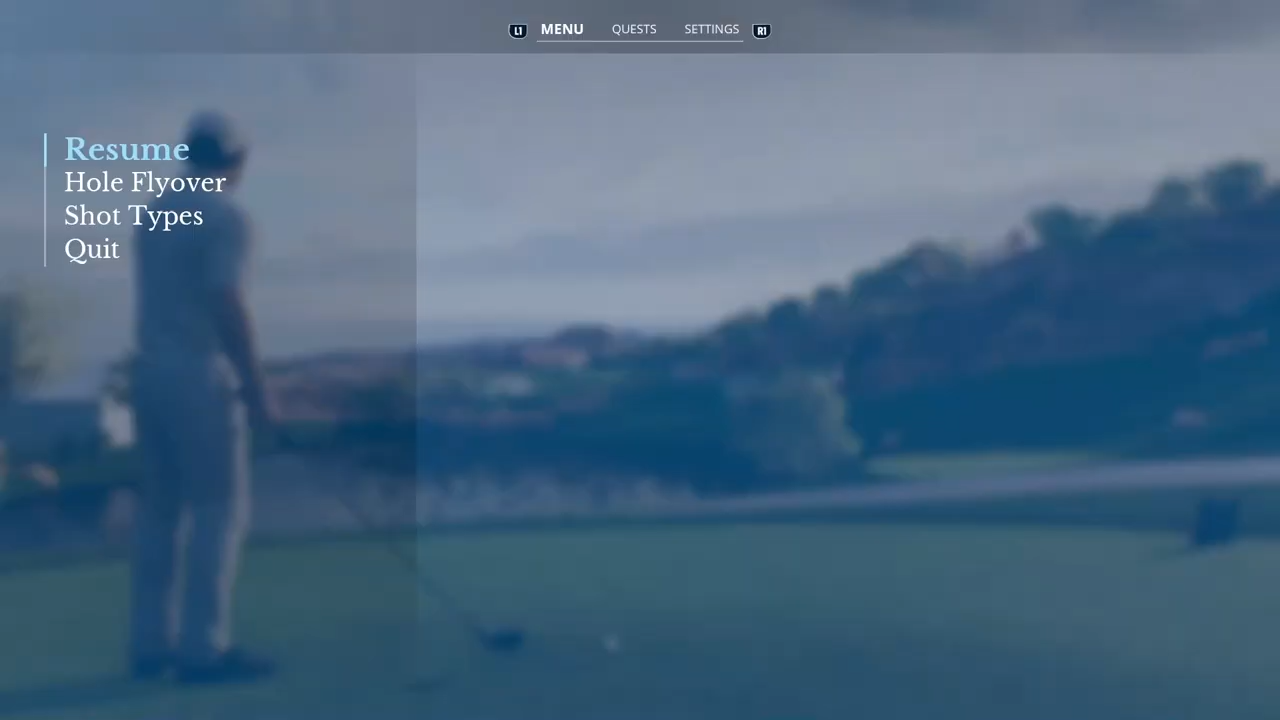 L1 MENU QUESTS SETTINGS R1
Resume
Hole Flyover
Shot Types
Quit